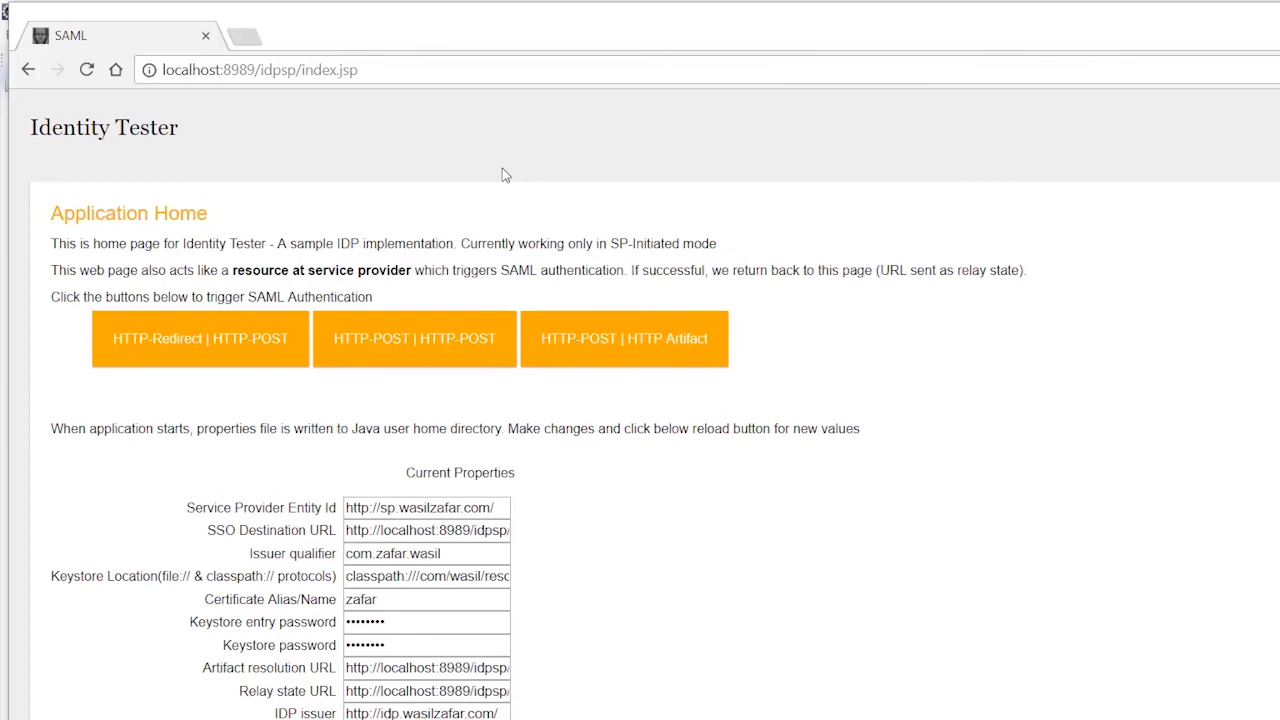 SAML
localhost:8989/idpsp/index.jsp
Identity Tester
Application Home
This is home page for Identity Tester - A sample IDP implementation. Currently working only in SP-Initiated mode
This web page also acts like a resource at service provider which triggers SAML authentication. If successful, we return back to this page (URL sent as relay state).
Click the buttons below to trigger SAML Authentication
HTTP-Redirect | HTTP-POST HTTP-POST | HTTP-POST HTTP-POST | HTTP Artifact
When application starts, properties file is written to Java user home directory. Make changes and click below reload button for new values
Current Properties
Service Provider Entity Id http://sp.wasilzafar.com/
SSO Destination URL http://localhost:8989/idpsp/
Issuer qualifier com.zafar.wasil
Keystore Location(file:// & classpath:// protocols) classpath:///com/wasil/resc
Certificate Alias/Name zafar
Keystore entry password ••••••••
Keystore password ••••••••
Artifact resolution URL http://localhost:8989/idpsp/
Relay state URL http://localhost:8989/idpsp/
IDP issuer http://idp.wasilzafar.com/